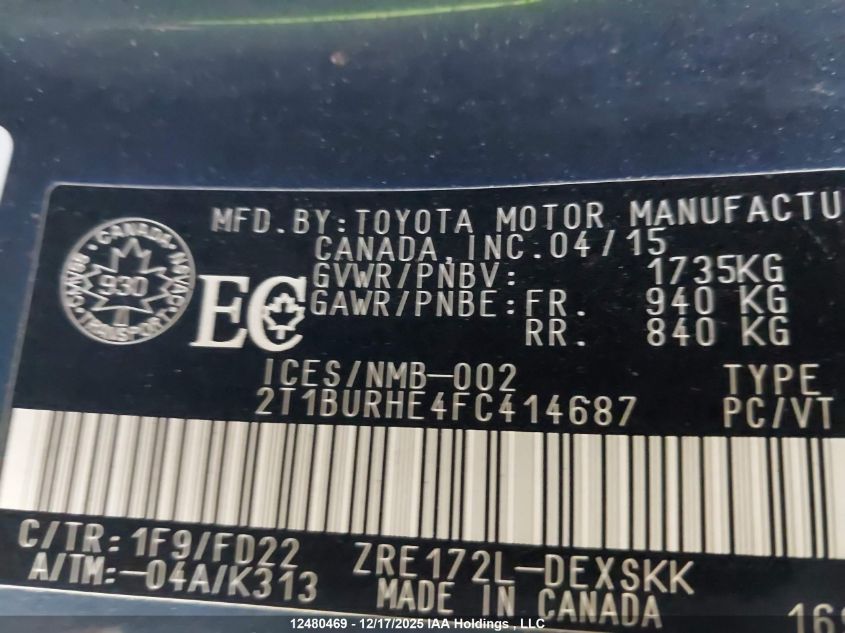 MFD.BY:TOYOTA MOTOR MANUFACTU
CANADA,INC.04/15
GVWR/PNBV: 1735KG
GAWR/PNBE:FR. 940 KG
RR. 840 KG
CANADA
930
TRANSPORT
EC
ICES/NMB-002 TYPE
2T1BURHE4FC414687 PC/VT
C/TR: 1F9/FD22 ZRE172L-DEXSKK
A/TM:-04A/K313 MADE IN CANADA
12480469 - 12/17/2025 IAA Holdings, LLC